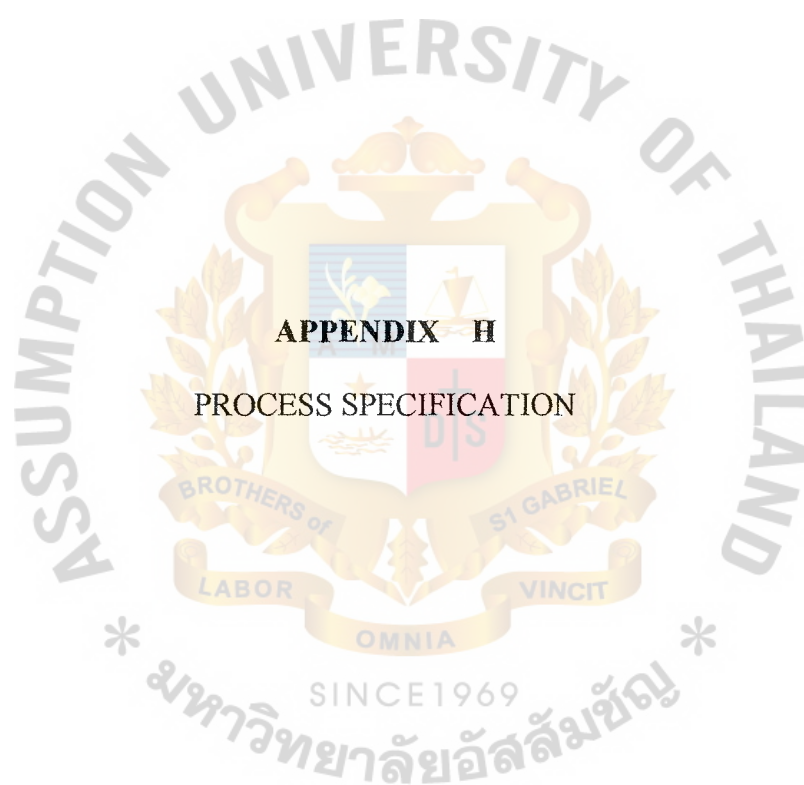 ASSUMPTION UNIVERSITY OF THAILAND
APPENDIX H
A M
PROCESS SPECIFICATION
D S
BROTHERS of
S1 GABRIEL
LABOR
VINCIT
OMNIA
* SINCE1969 *
มหาวิทยาลัยอัสสัมชัญ